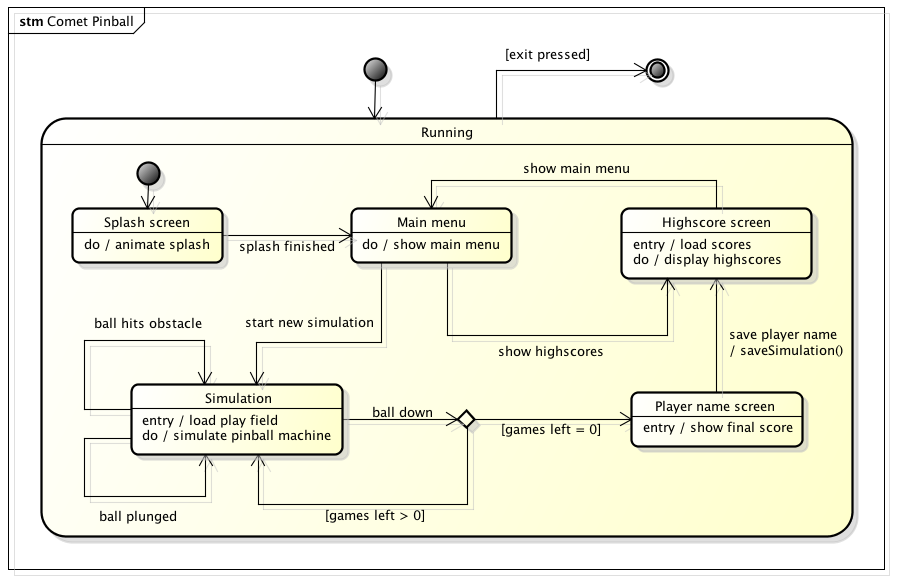 stm Comet Pinball
[exit pressed]
Running
show main menu
Splash screen
do / animate splash
splash finished
Main menu
do / show main menu
Highscore screen
entry / load scores
do / display highscores
ball hits obstacle
start new simulation
show highscores
save player name
/ saveSimulation()
Simulation
entry / load play field
do / simulate pinball machine
ball down
[games left = 0]
Player name screen
entry / show final score
ball plunged
[games left > 0]